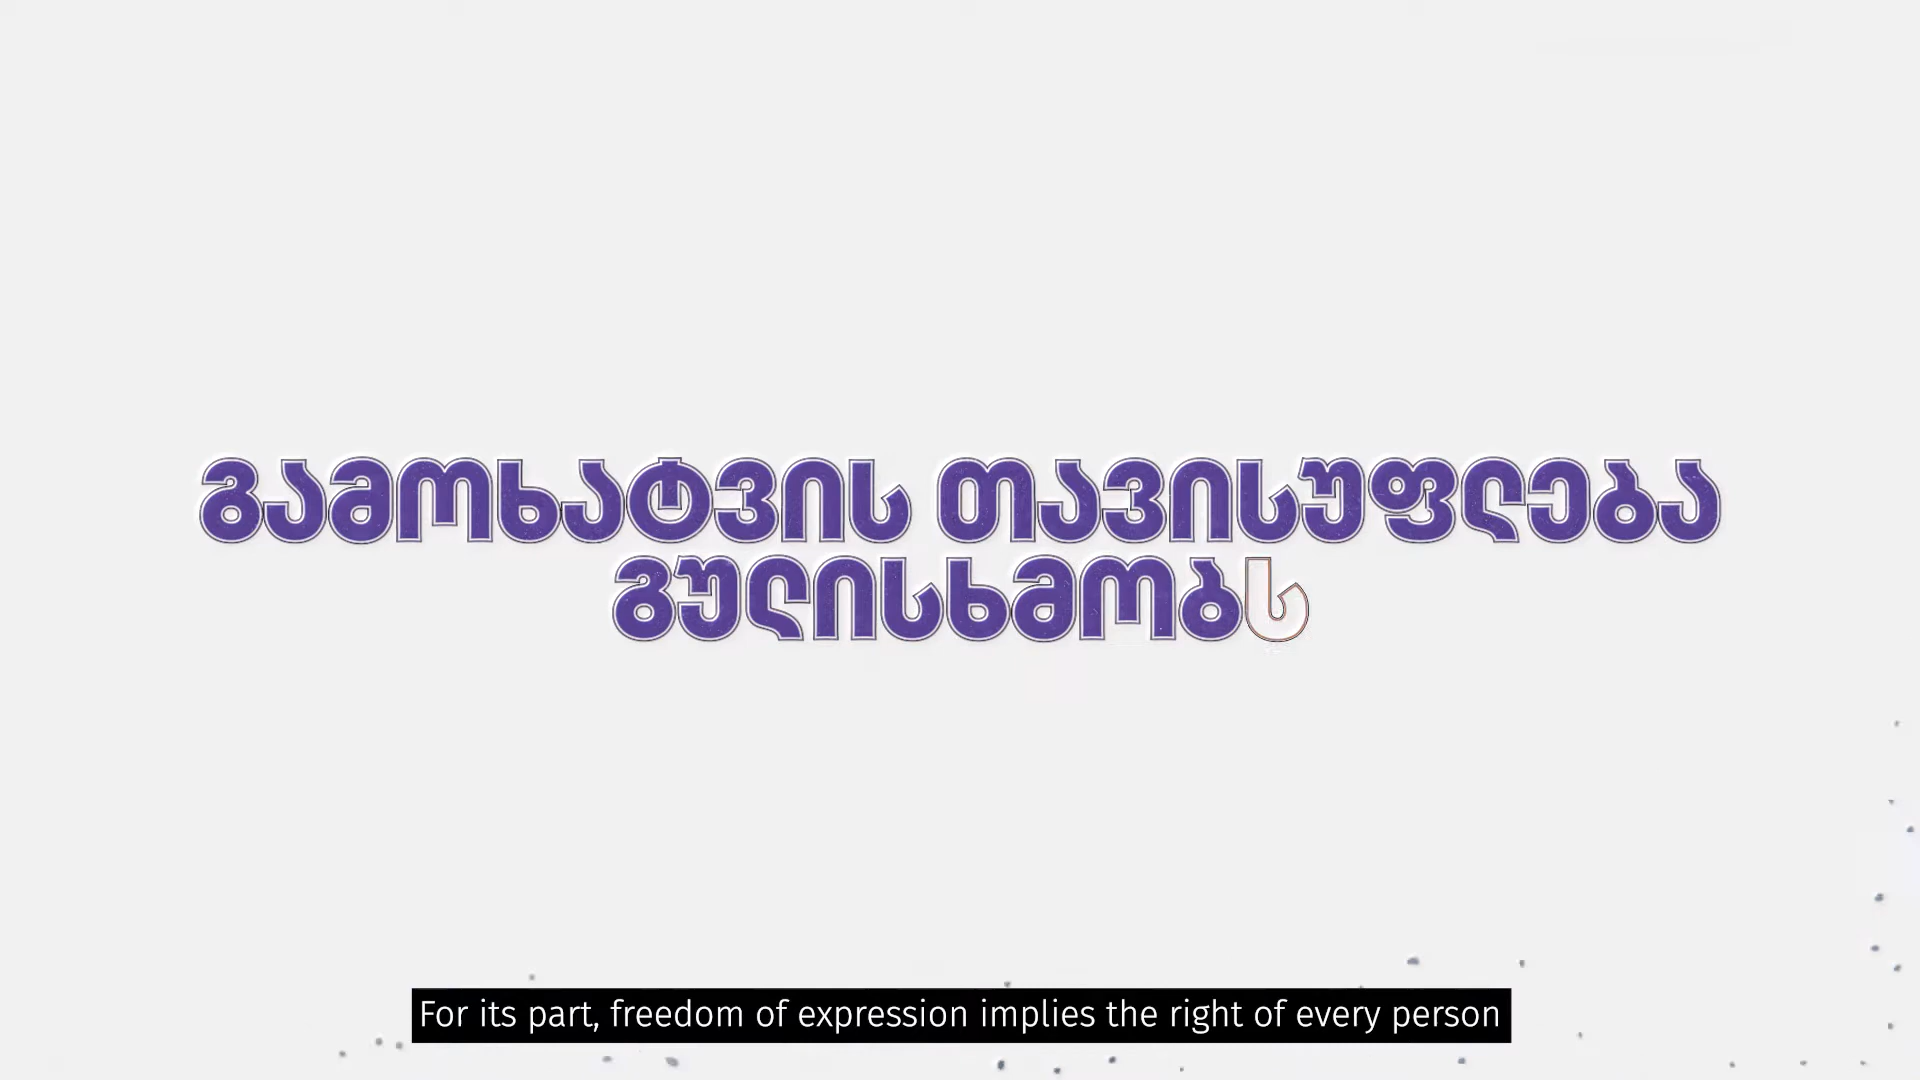 გამოხატვის თავისუფლება
გულისხმობს
For its part, freedom of expression implies the right of every person